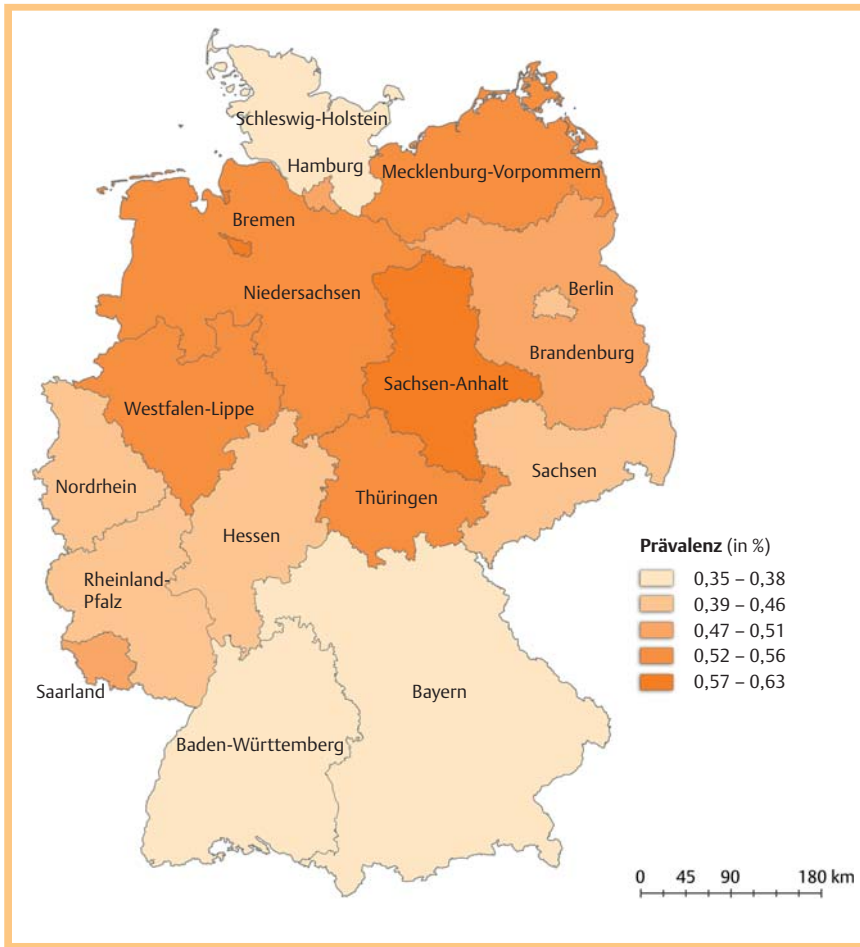 Schleswig-Holstein
Hamburg
Mecklenburg-Vorpommern
Bremen
Niedersachsen
Berlin
Brandenburg
Sachsen-Anhalt
Westfalen-Lippe
Sachsen
Nordrhein
Thüringen
Hessen
Rheinland-
Pfalz
Saarland
Bayern
Baden-Württemberg
Prävalenz (in %)
0,35 – 0,38
0,39 – 0,46
0,47 – 0,51
0,52 – 0,56
0,57 – 0,63
0 45 90 180 km